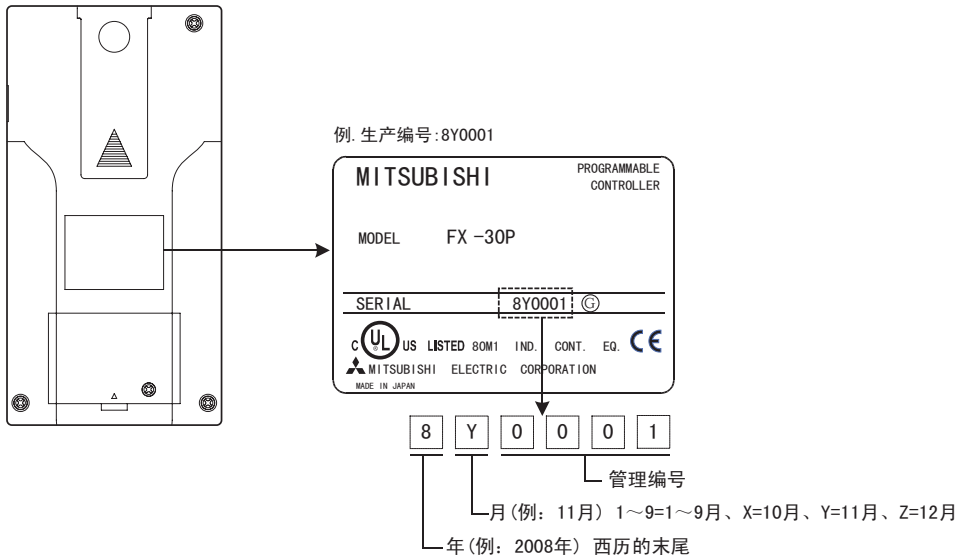 例. 生产编号:8Y0001
MITSUBISHI
PROGRAMMABLE
CONTROLLER
MODEL FX-30P
SERIAL 8Y0001 Ⓖ
C UL ® US LISTED 80M1 IND. CONT. EQ. CE
MITSUBISHI ELECTRIC CORPORATION
MADE IN JAPAN
8 Y 0 0 0 1
管理编号
月(例: 11月) 1～9=1～9月、X=10月、Y=11月、Z=12月
年(例: 2008年) 西历的末尾